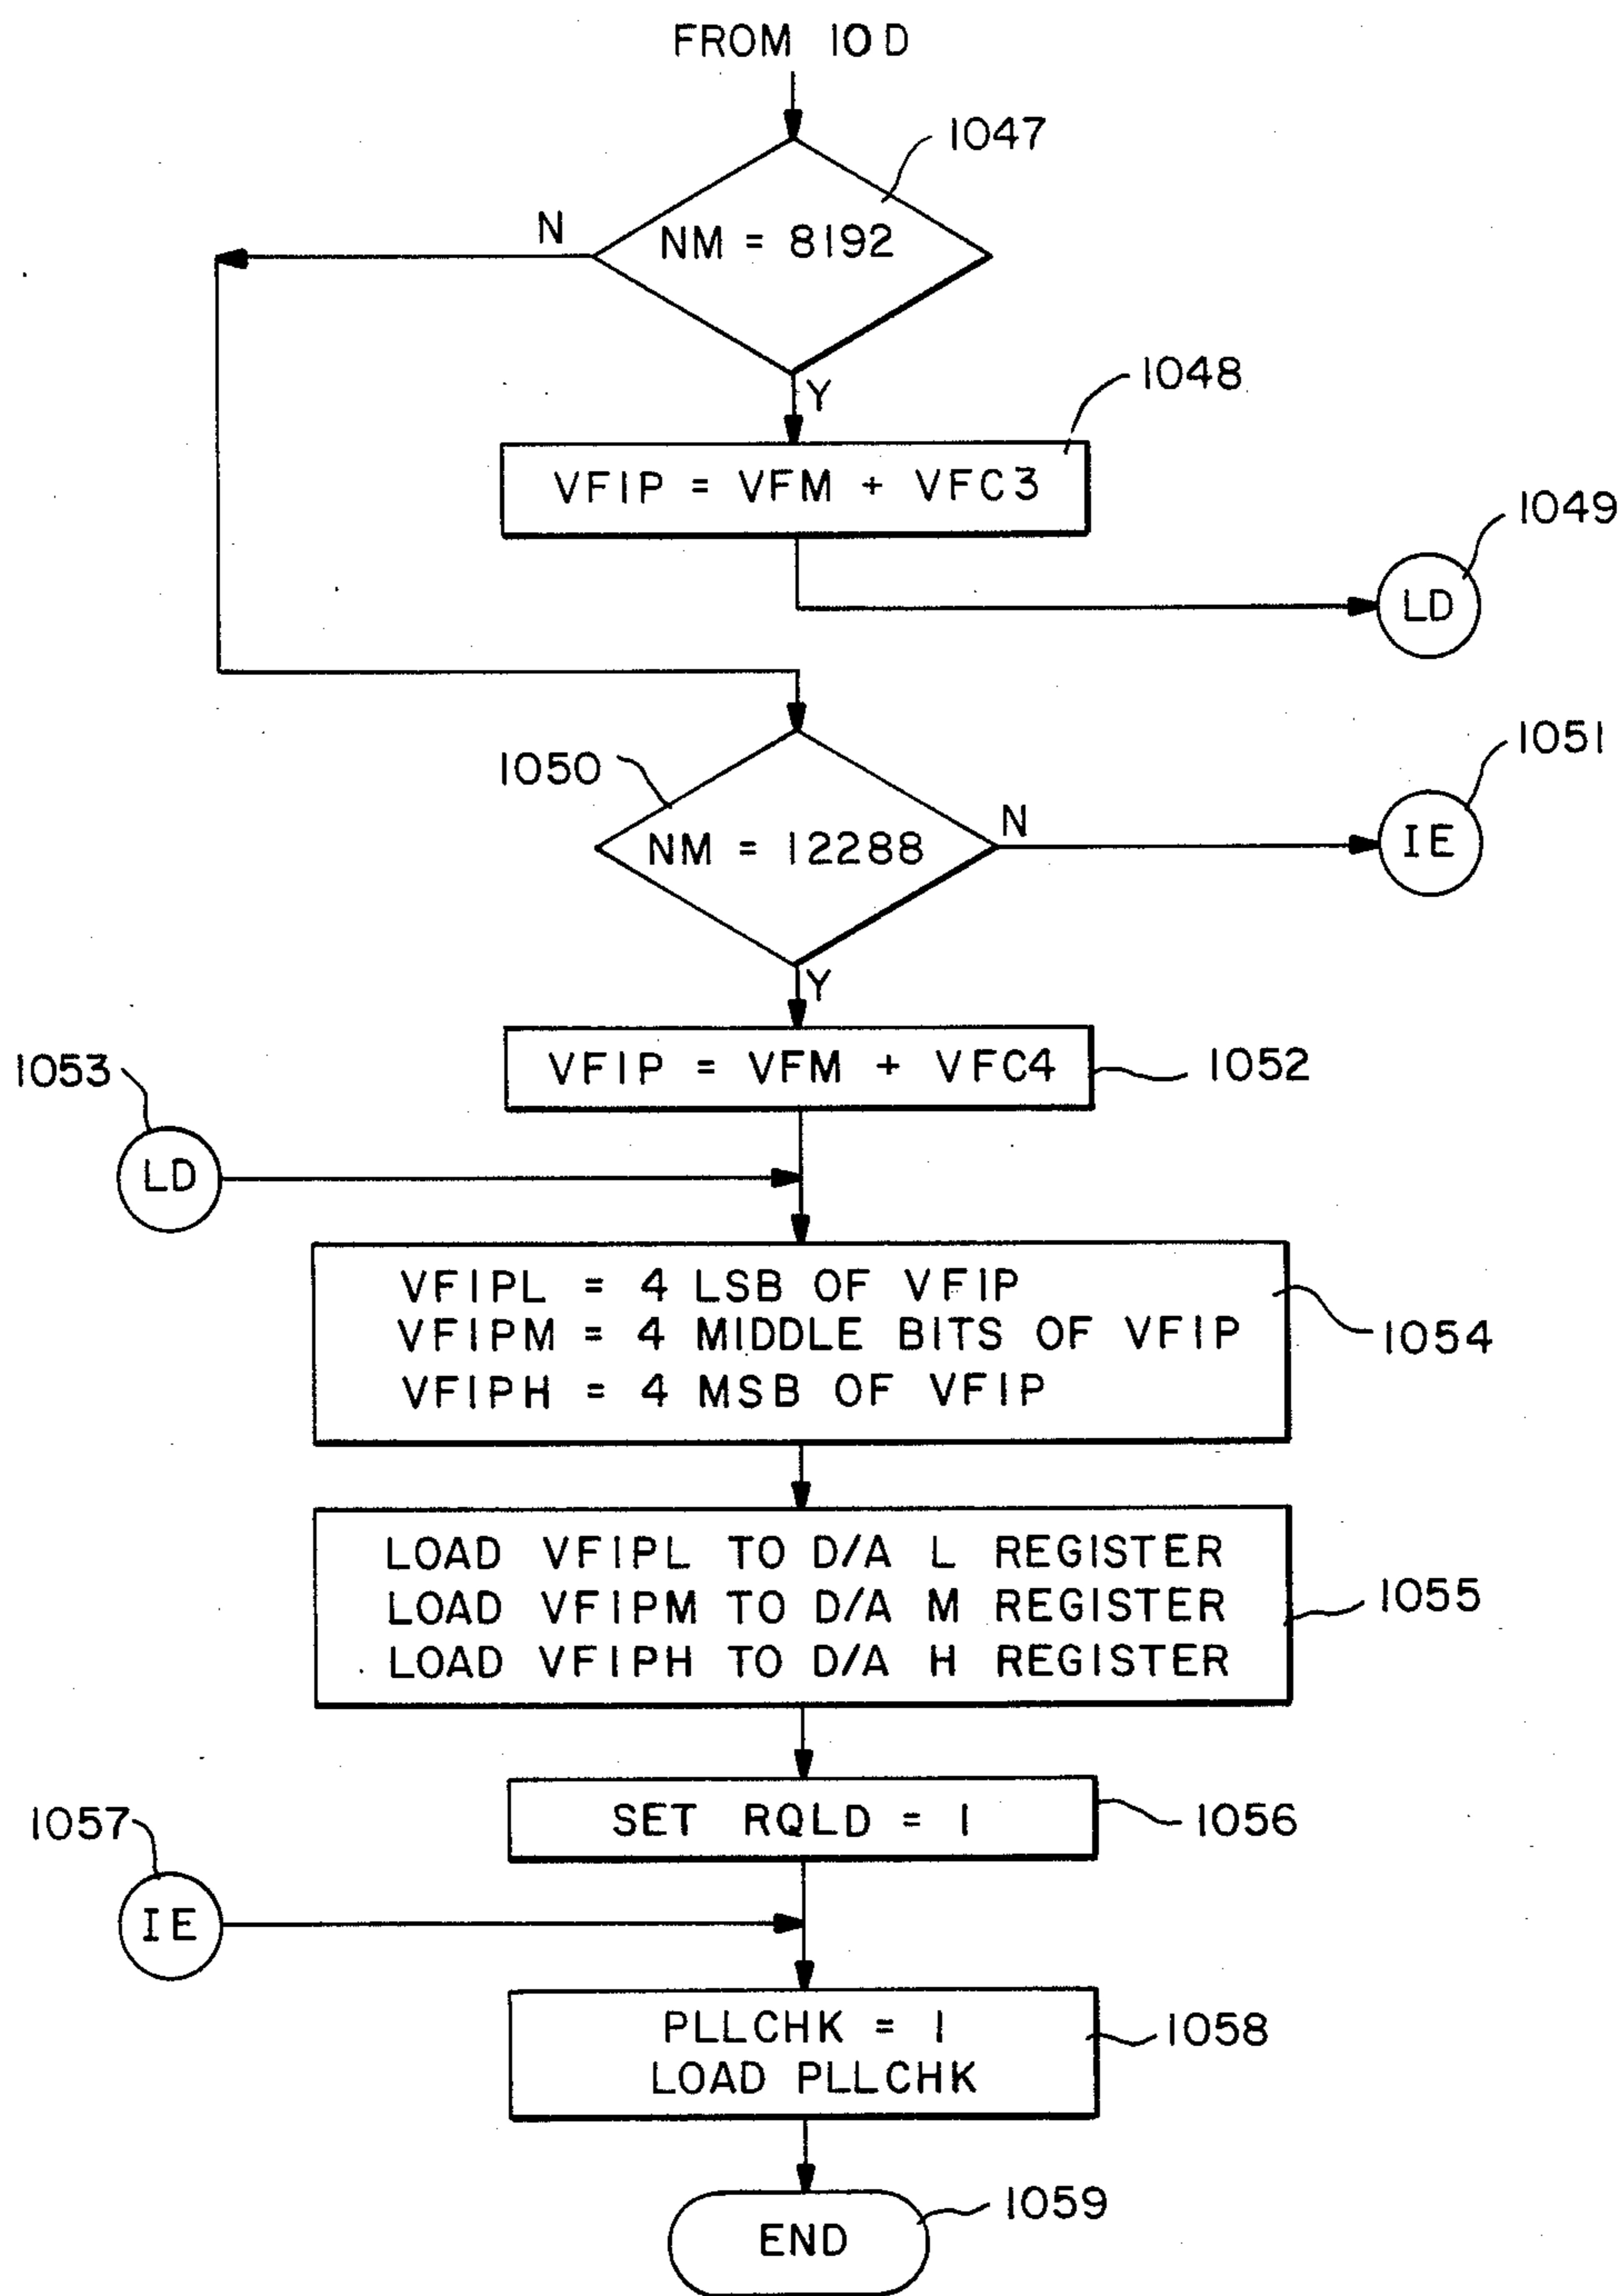 FROM 10D
1047
N
NM = 8192
Y
1048
VFIP = VFM + VFC3
1049
LD
1050
1051
NM = 12288
N
IE
Y
VFIP = VFM + VFC4
1052
1053
LD
VFIPL = 4 LSB OF VFIP
VFIPM = 4 MIDDLE BITS OF VFIP
VFIPH = 4 MSB OF VFIP
1054
LOAD VFIPL TO D/A L REGISTER
LOAD VFIPM TO D/A M REGISTER
LOAD VFIPH TO D/A H REGISTER
1055
SET RQLD = 1
1056
1057
IE
PLLCHK = 1
LOAD PLLCHK
1058
END
1059